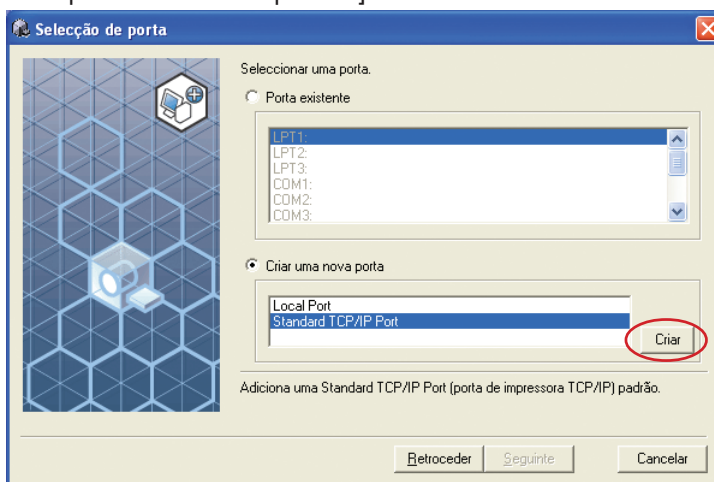 Selecção de porta
Seleccionar uma porta.
Porta existente
LPT1:
LPT2:
LPT3:
COM1:
COM2:
COM3:
Criar uma nova porta
Local Port
Standard TCP/IP Port
Criar
Adiciona uma Standard TCP/IP Port (porta de impressora TCP/IP) padrão.
Retroceder
Seguinte
Cancelar